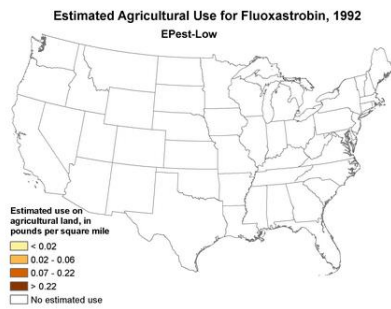 Estimated Agricultural Use for Fluoxastrobin, 1992
EPest-Low
Estimated use on
agricultural land, in
pounds per square mile
< 0.02
0.02 - 0.06
0.07 - 0.22
> 0.22
No estimated use